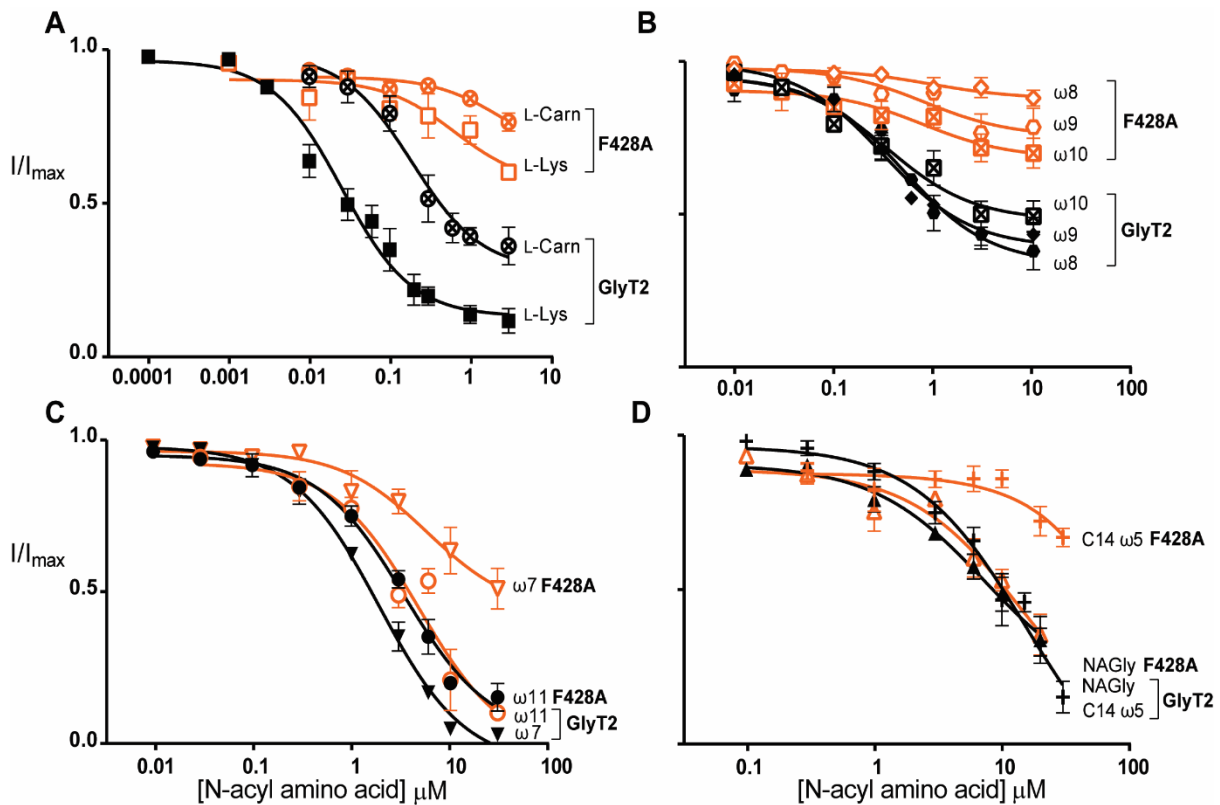 A
1.0
0.5
0.0
I/Imax
L-Carn
L-Lys
F428A
L-Carn
L-Lys
GlyT2
0.0001 0.001 0.01 0.1 1 10
B
ω8
ω9
ω10
F428A
ω10
ω9
ω8
GlyT2
0.01 0.1 1 10 100
C
1.0
0.5
0.0
I/Imax
ω7 F428A
ω11 F428A
ω11
ω7
GlyT2
0.01 0.1 1 10 100
[N-acyl amino acid] μM
D
C14 ω5 F428A
NAGly F428A
NAGly
C14 ω5
GlyT2
0.1 1 10 100
[N-acyl amino acid] μM